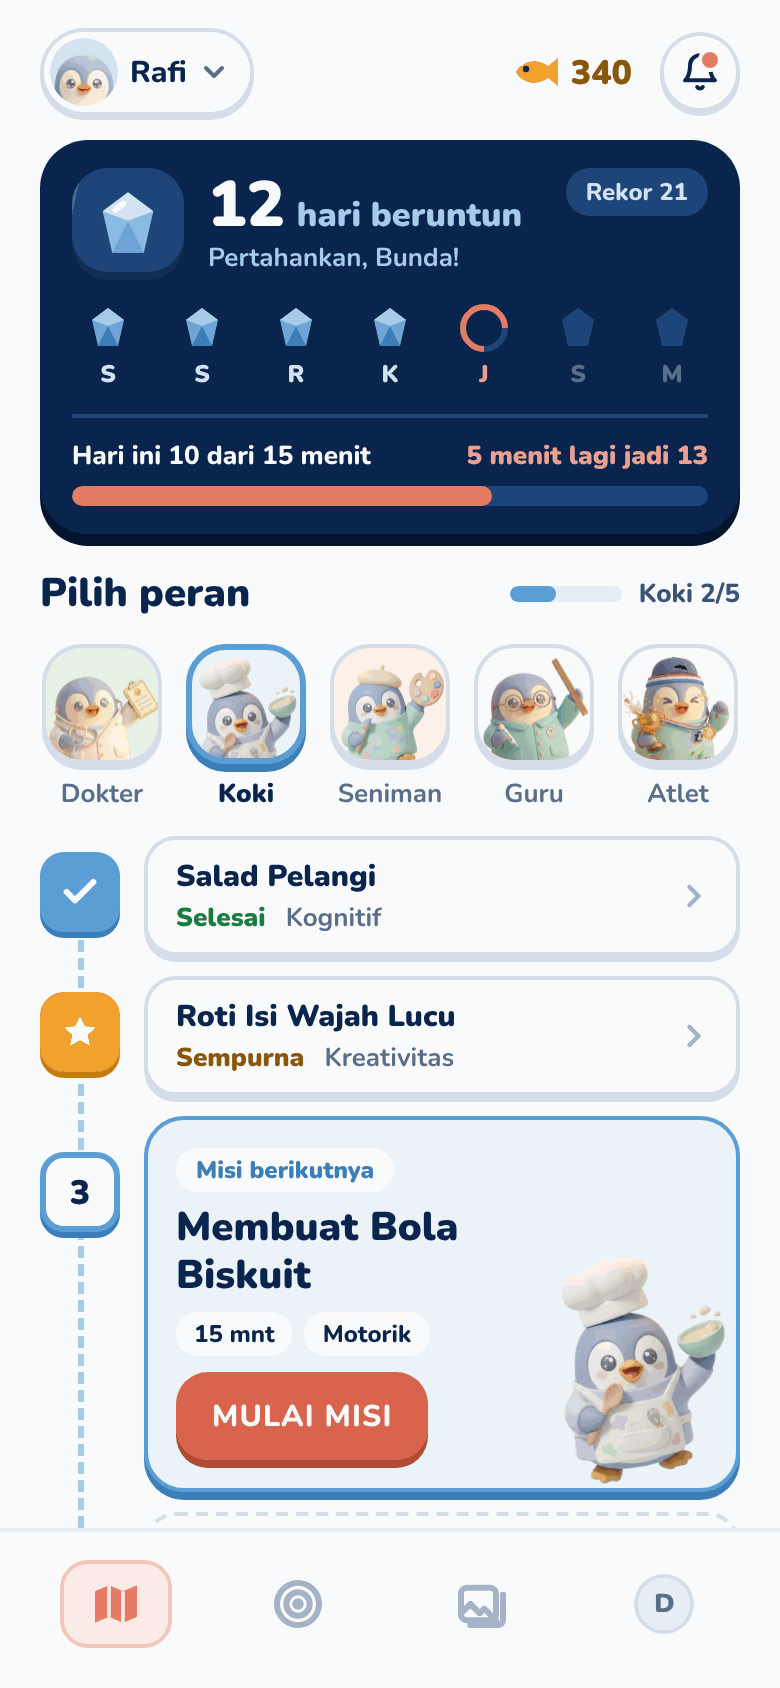 Rafi
340
12 hari beruntun
Rekor 21
Pertahankan, Bunda!
S S R K J S M
Hari ini 10 dari 15 menit
5 menit lagi jadi 13
Pilih peran
Koki 2/5
Dokter
Koki
Seniman
Guru
Atlet
Salad Pelangi
Selesai Kognitif
Roti Isi Wajah Lucu
Sempurna Kreativitas
3
Misi berikutnya
Membuat Bola
Biskuit
15 mnt
Motorik
MULAI MISI
D